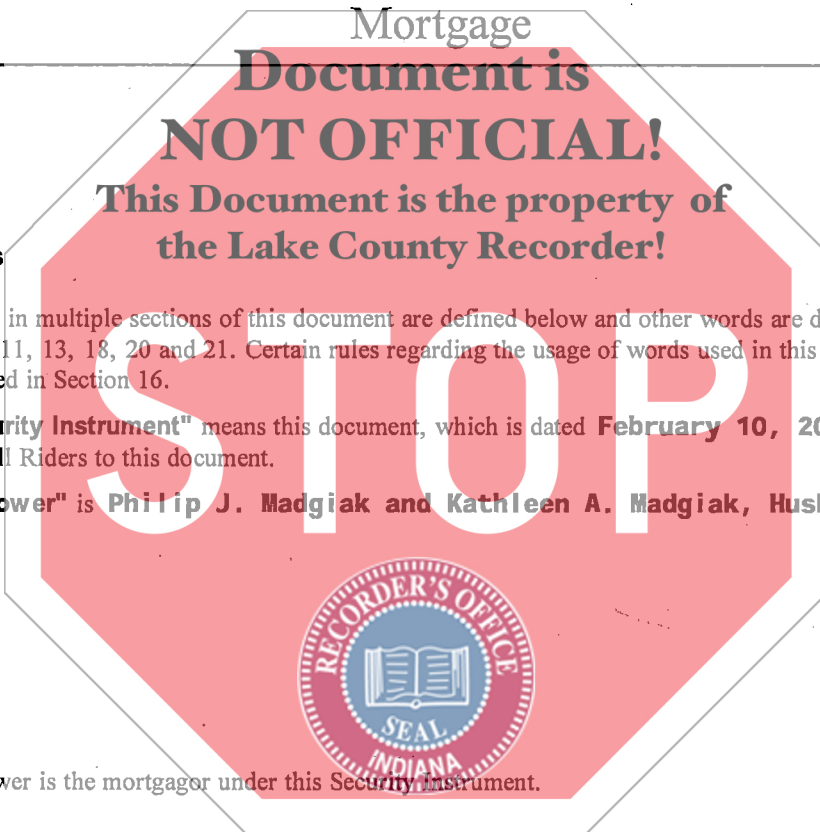 Mortgage
Document is
NOT OFFICIAL!
This Document is the property of
the Lake County Recorder!
s
in multiple sections of this document are defined below and other words are d
11, 13, 18, 20 and 21. Certain rules regarding the usage of words used in this
ed in Section 16.
rity Instrument" means this document, which is dated February 10, 20
l Riders to this document.
ower" is Philip J. Madgiak and Kathleen A. Madgiak, Husb
STOP
RECORDER'S OFFICE
SEAL
INDIANA
wer is the mortgagor under this Security Instrument.